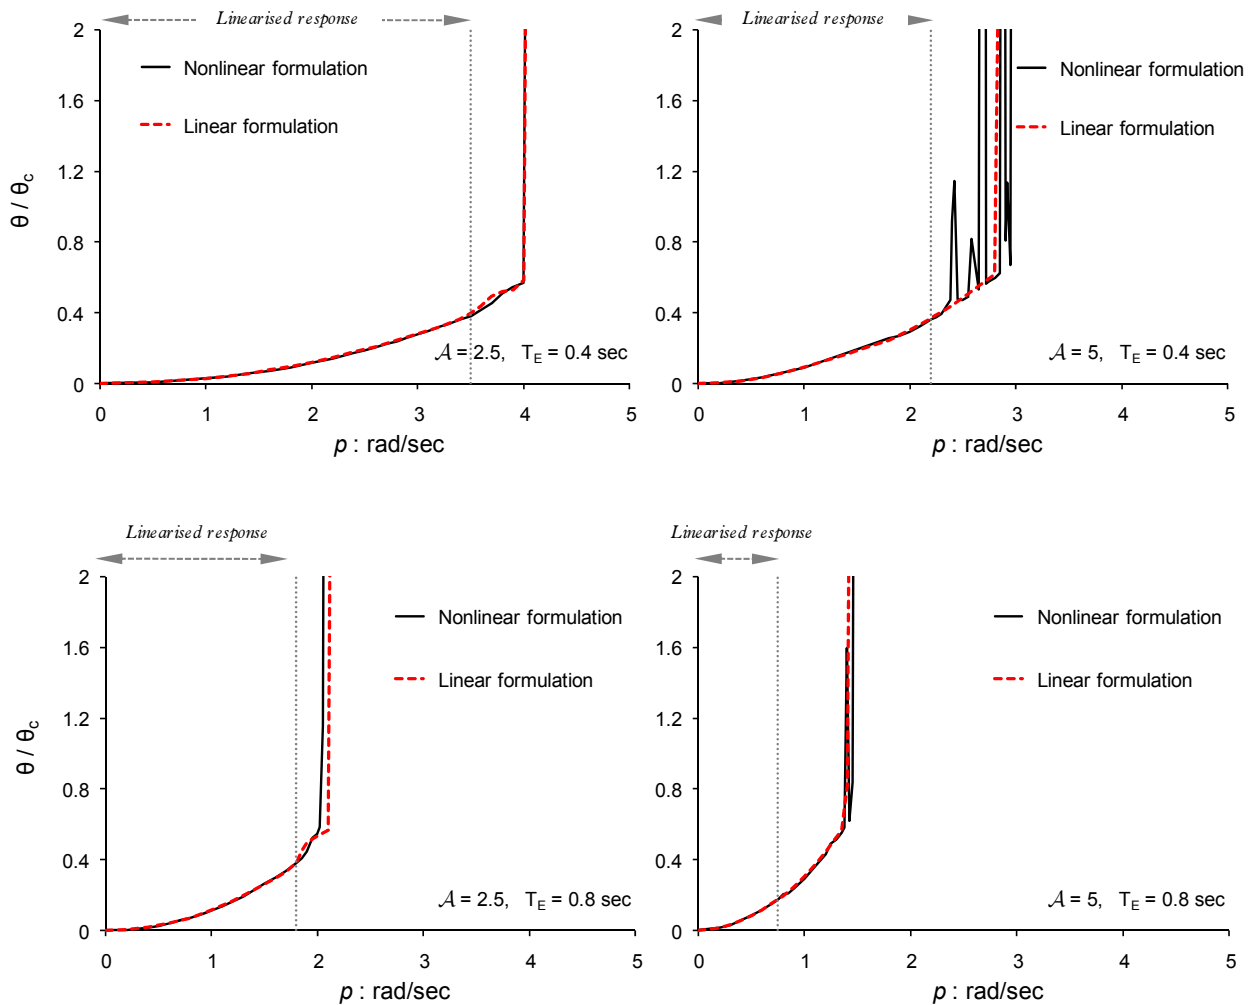 Linearised response
2
1.6
1.2
0.8
0.4
0
θ / θc
Nonlinear formulation
Linear formulation
𝒜 = 2.5, TE = 0.4 sec
0 1 2 3 4 5
p : rad/sec
Linearised response
2
1.6
1.2
0.8
0.4
0
Nonlinear formulation
Linear formulation
𝒜 = 5, TE = 0.4 sec
0 1 2 3 4 5
p : rad/sec
Linearised response
2
1.6
1.2
0.8
0.4
0
θ / θc
Nonlinear formulation
Linear formulation
𝒜 = 2.5, TE = 0.8 sec
0 1 2 3 4 5
p : rad/sec
Linearised response
2
1.6
1.2
0.8
0.4
0
Nonlinear formulation
Linear formulation
𝒜 = 5, TE = 0.8 sec
0 1 2 3 4 5
p : rad/sec